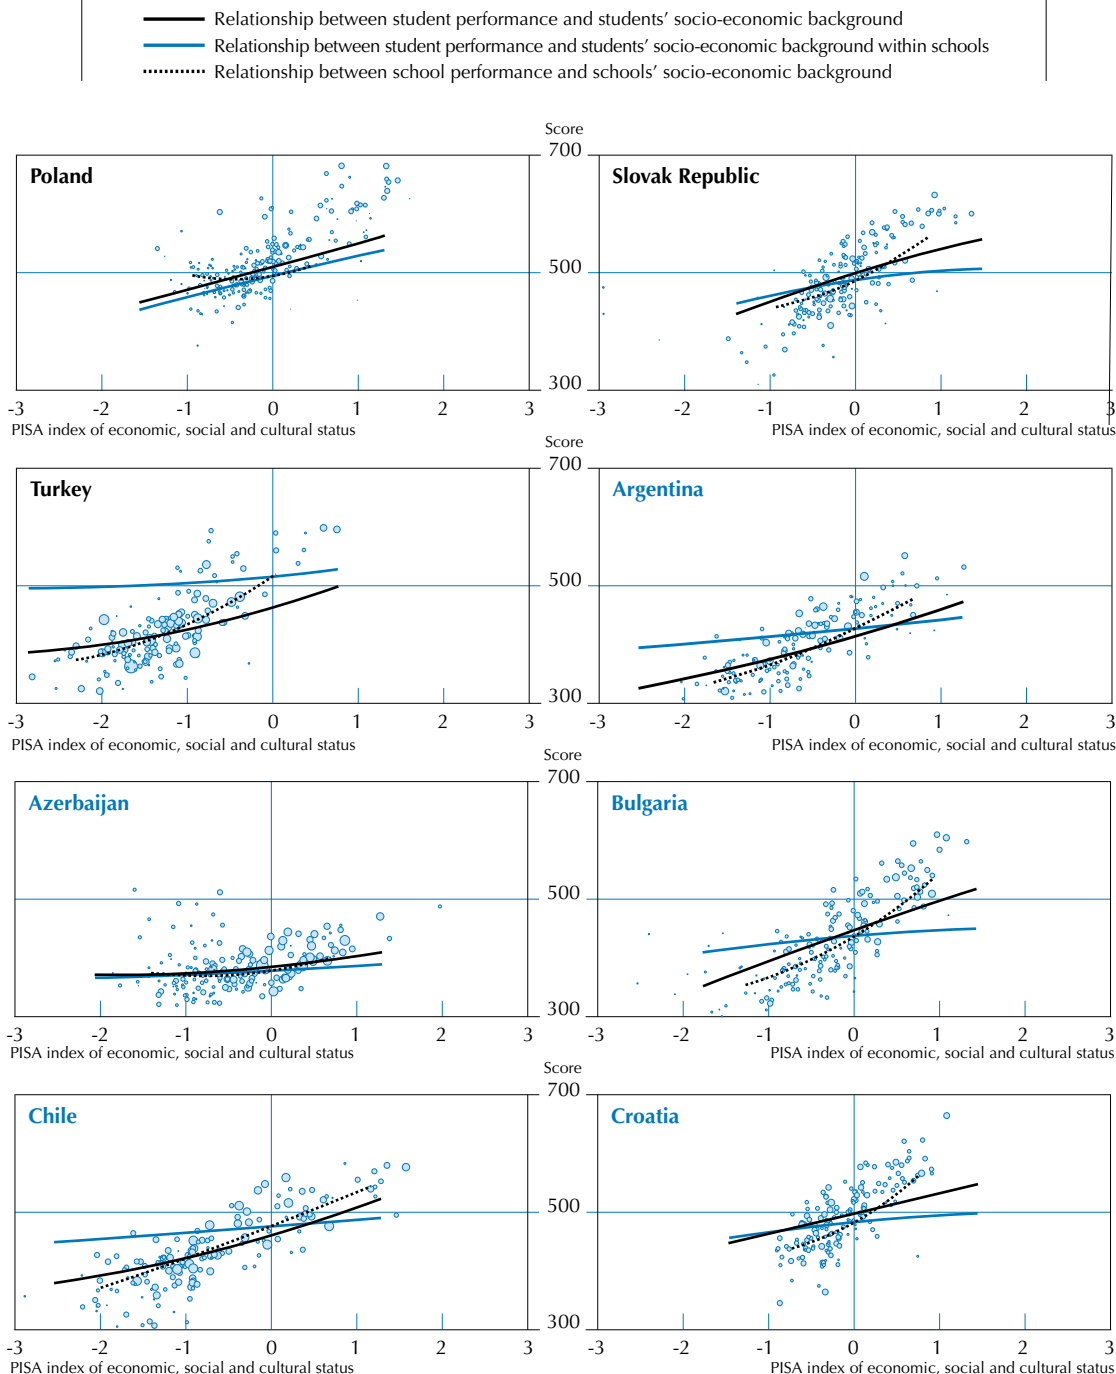 Relationship between student performance and students' socio-economic background
Relationship between student performance and students' socio-economic background within schools
Relationship between school performance and schools' socio-economic background
Score
700
Poland
Slovak Republic
500
300
-3 -2 -1 0 1 2 3
-3 -2 -1 0 1 2 3
PISA index of economic, social and cultural status
PISA index of economic, social and cultural status
Score
700
Turkey
Argentina
500
300
-3 -2 -1 0 1 2 3
-3 -2 -1 0 1 2 3
PISA index of economic, social and cultural status
PISA index of economic, social and cultural status
Score
700
Azerbaijan
Bulgaria
500
300
-3 -2 -1 0 1 2 3
-3 -2 -1 0 1 2 3
PISA index of economic, social and cultural status
PISA index of economic, social and cultural status
Score
700
Chile
Croatia
500
300
-3 -2 -1 0 1 2 3
-3 -2 -1 0 1 2 3
PISA index of economic, social and cultural status
PISA index of economic, social and cultural status